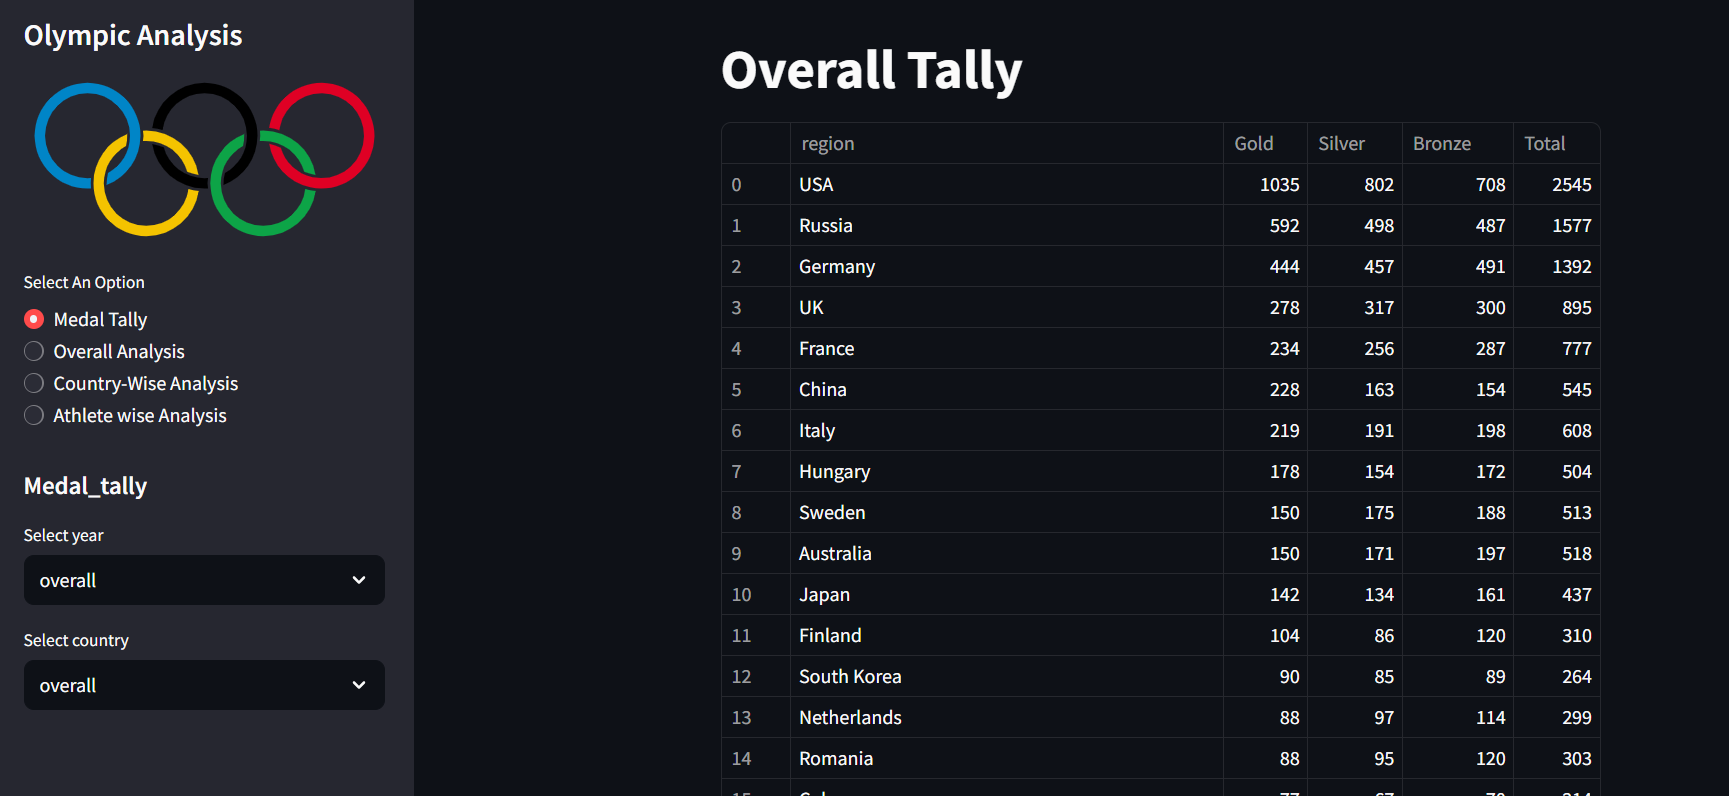 Olympic Analysis
Select An Option
Medal Tally
Overall Analysis
Country-Wise Analysis
Athlete wise Analysis
Medal_tally
Select year
overall
Select country
overall
Overall Tally
region Gold Silver Bronze Total
0 USA 1035 802 708 2545
1 Russia 592 498 487 1577
2 Germany 444 457 491 1392
3 UK 278 317 300 895
4 France 234 256 287 777
5 China 228 163 154 545
6 Italy 219 191 198 608
7 Hungary 178 154 172 504
8 Sweden 150 175 188 513
9 Australia 150 171 197 518
10 Japan 142 134 161 437
11 Finland 104 86 120 310
12 South Korea 90 85 89 264
13 Netherlands 88 97 114 299
14 Romania 88 95 120 303